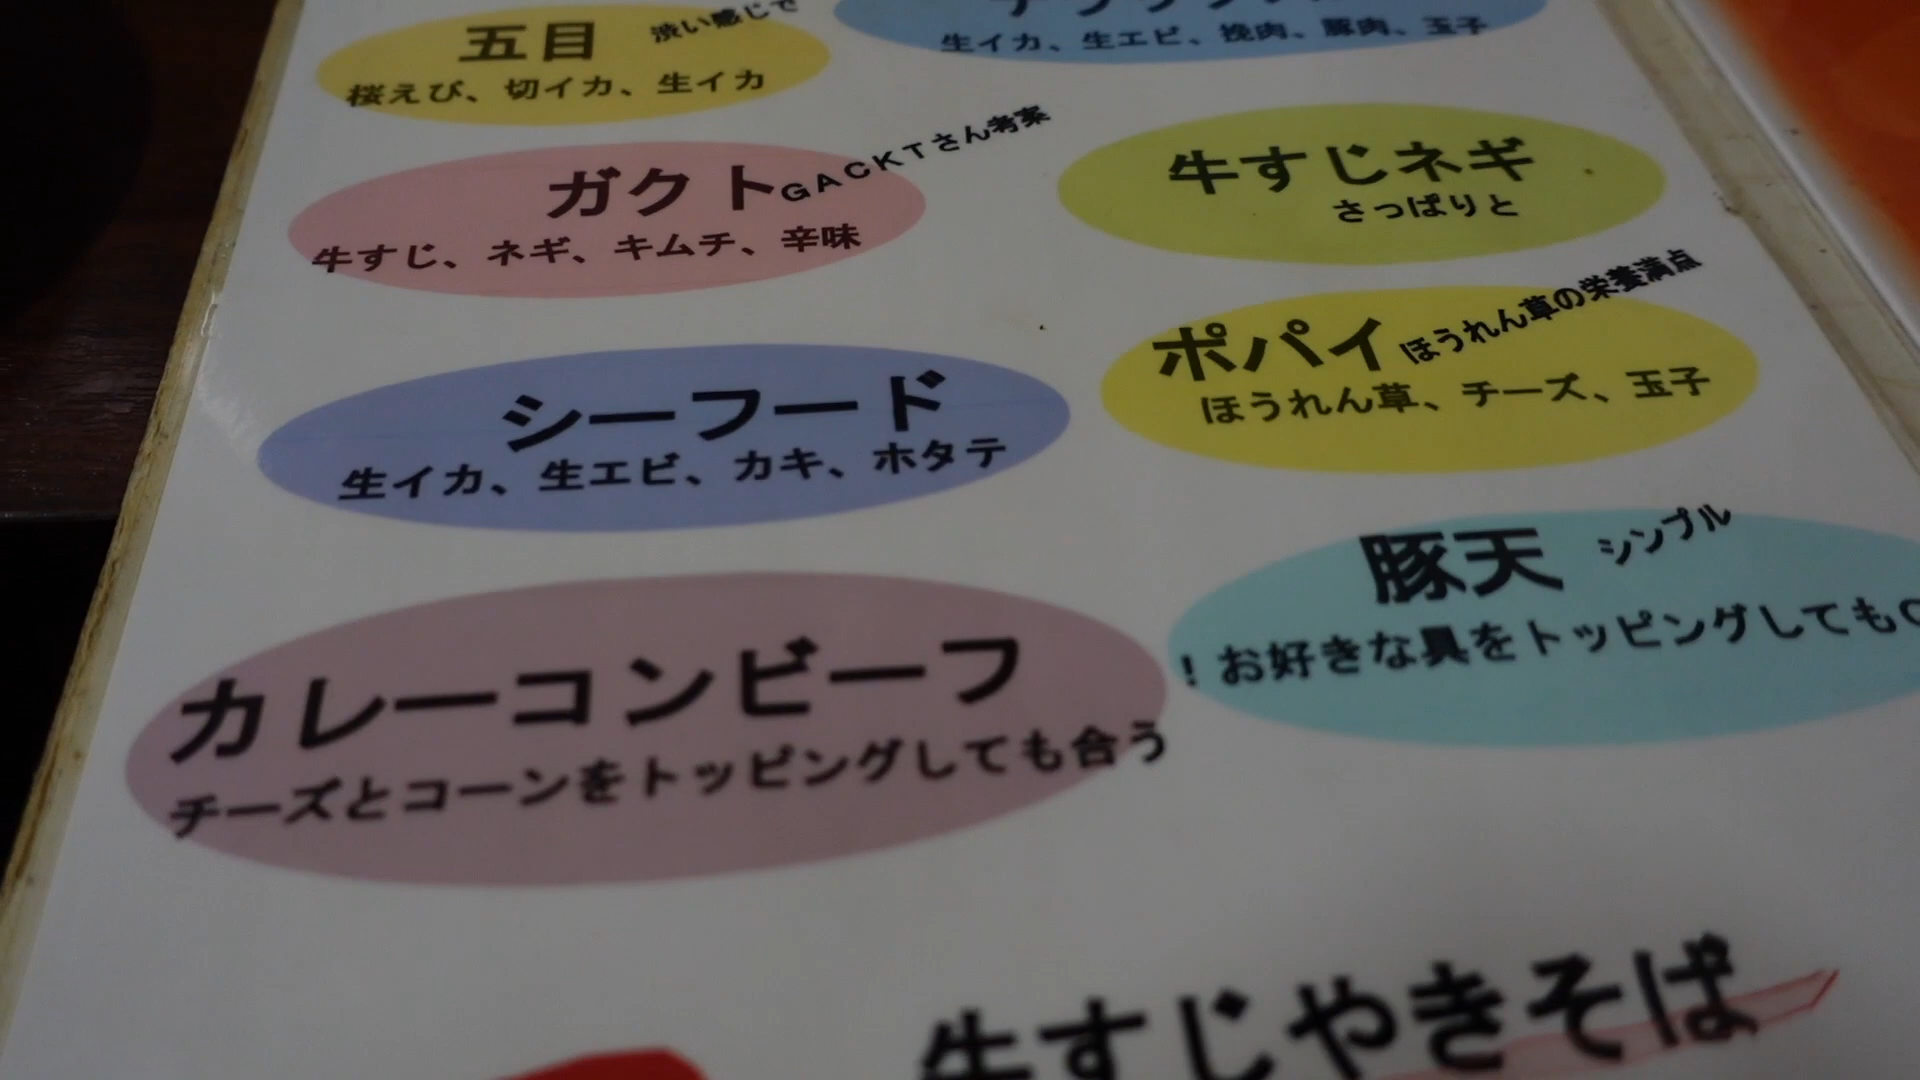 五目 渋い感じで
桜えび、切イカ、生イカ
生イカ、生エビ、挽肉、豚肉、玉子
ガクト GACKTさん考案
牛すじ、ネギ、キムチ、辛味
牛すじネギ
さっぱりと
シーフード
生イカ、生エビ、カキ、ホタテ
ポパイ ほうれん草の栄養満点
ほうれん草、チーズ、玉子
カレーコンビーフ
チーズとコーンをトッピングしても合う
豚天 シンプル
！お好きな具をトッピングしても
牛すじやきそば